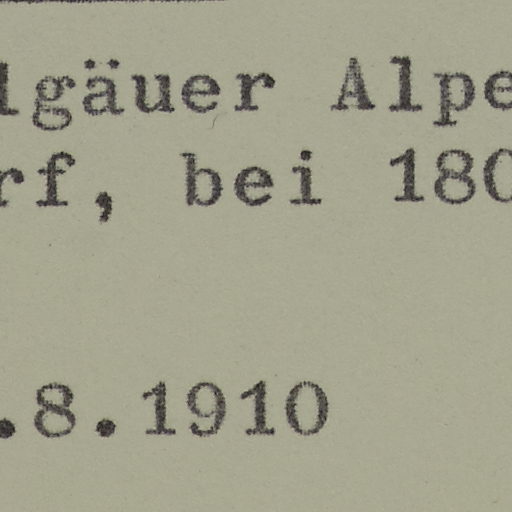 lgäuer Alpe
rf, bei 180
.8.1910